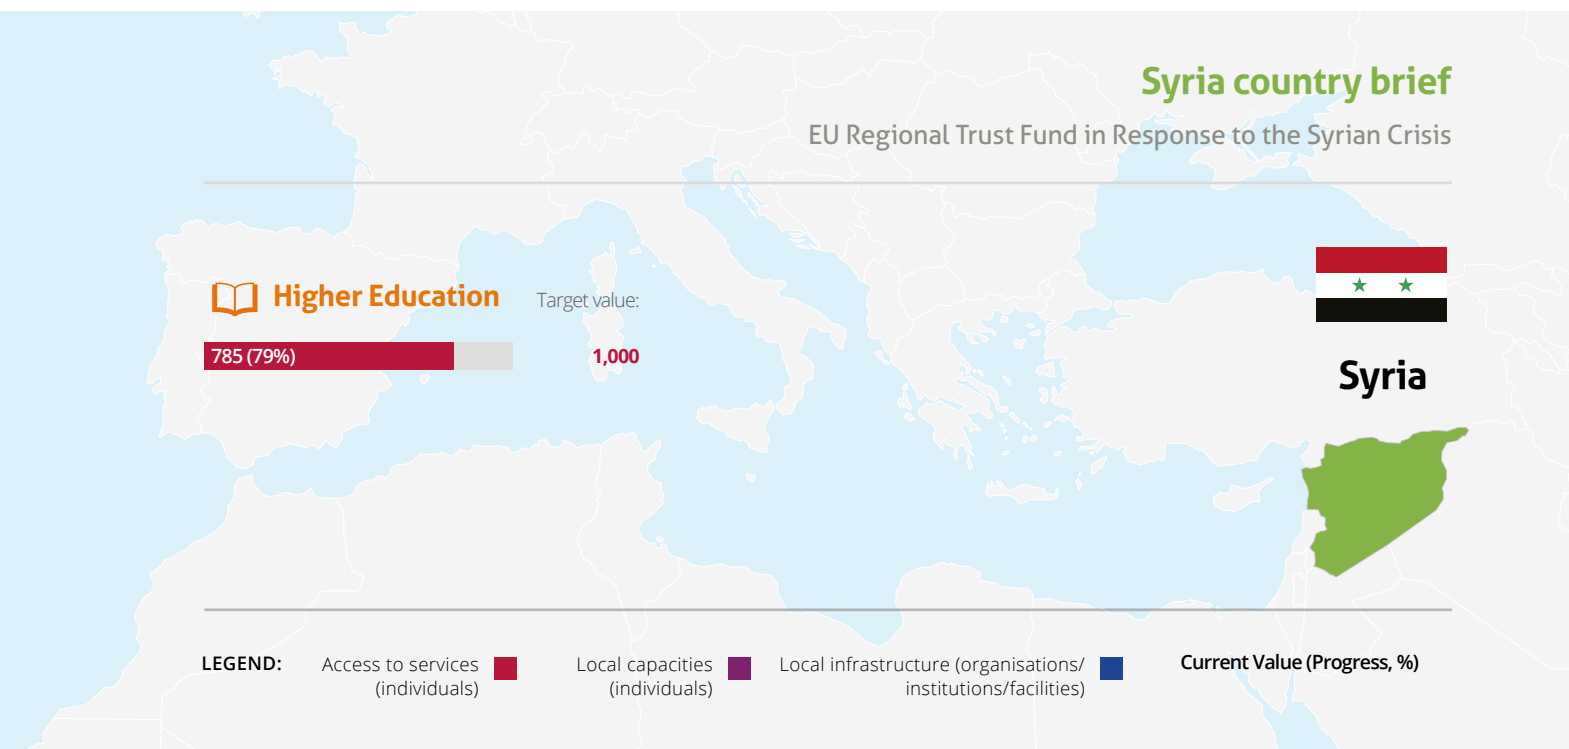 Syria country brief
EU Regional Trust Fund in Response to the Syrian Crisis
Higher Education
Target value:
785 (79%)
1,000
Syria
LEGEND:
Access to services
(individuals)
Local capacities
(individuals)
Local infrastructure (organisations/
institutions/facilities)
Current Value (Progress, %)